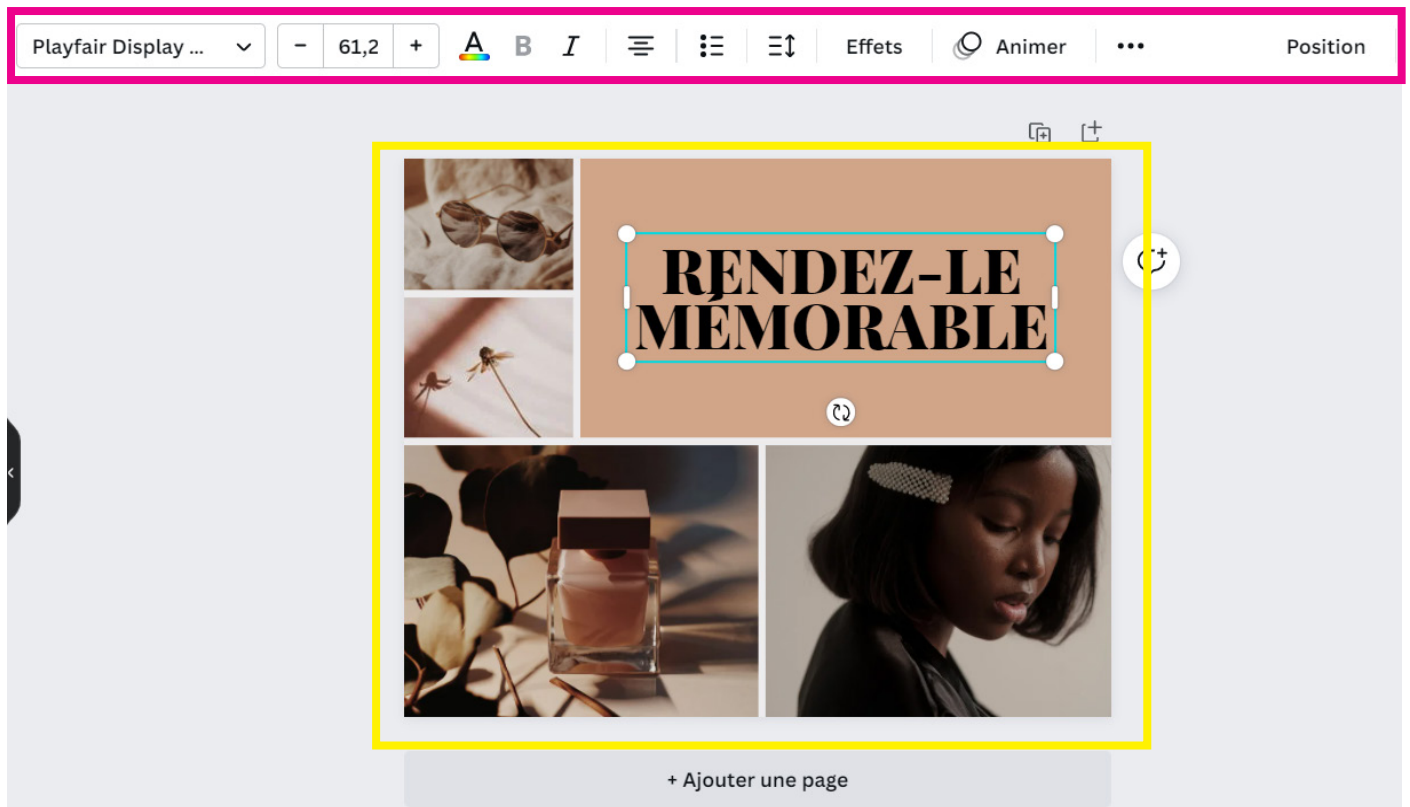 Playfair Display ...
– 61,2 +
A B I
Effets
Animer
Position
RENDEZ-LE
MÉMORABLE
+ Ajouter une page